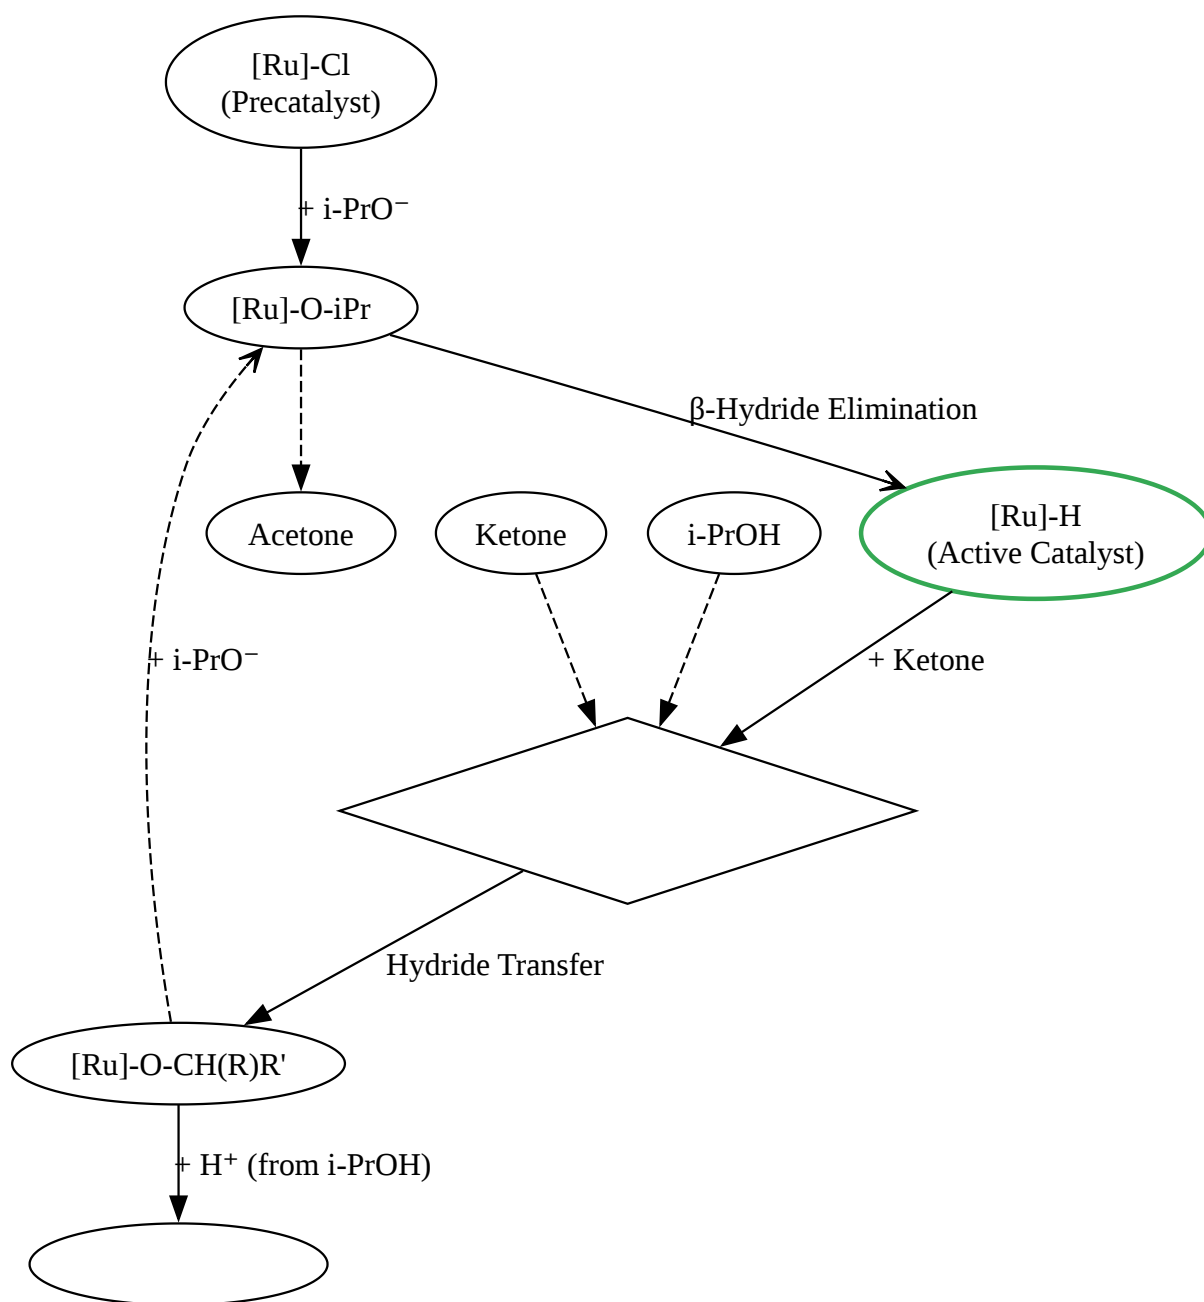 [Ru]-Cl
(Precatalyst)
+ i-PrO⁻
[Ru]-O-iPr
β-Hydride Elimination
Acetone
Ketone
i-PrOH
[Ru]-H
(Active Catalyst)
+ i-PrO⁻
+ Ketone
Hydride Transfer
[Ru]-O-CH(R)R'
+ H⁺ (from i-PrOH)